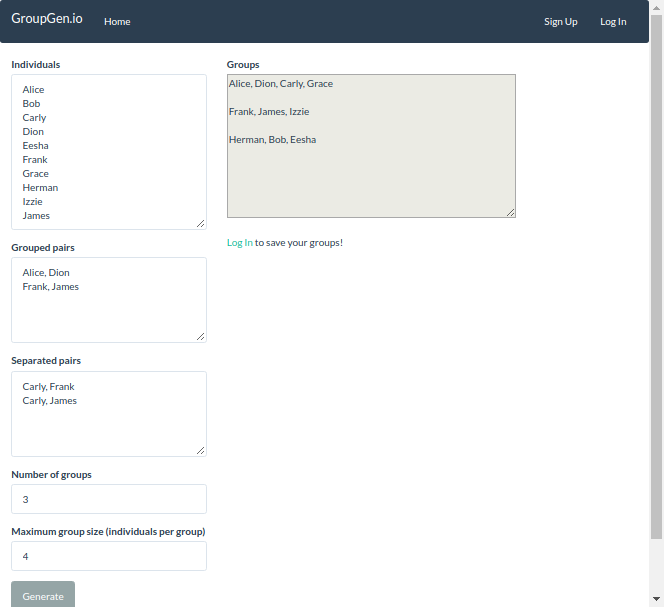 GroupGen.io Home Sign Up Log In
Individuals
Alice
Bob
Carly
Dion
Eesha
Frank
Grace
Herman
Izzie
James
Grouped pairs
Alice, Dion
Frank, James
Separated pairs
Carly, Frank
Carly, James
Number of groups
3
Maximum group size (individuals per group)
4
Generate
Groups
Alice, Dion, Carly, Grace
Frank, James, Izzie
Herman, Bob, Eesha
Log In to save your groups!